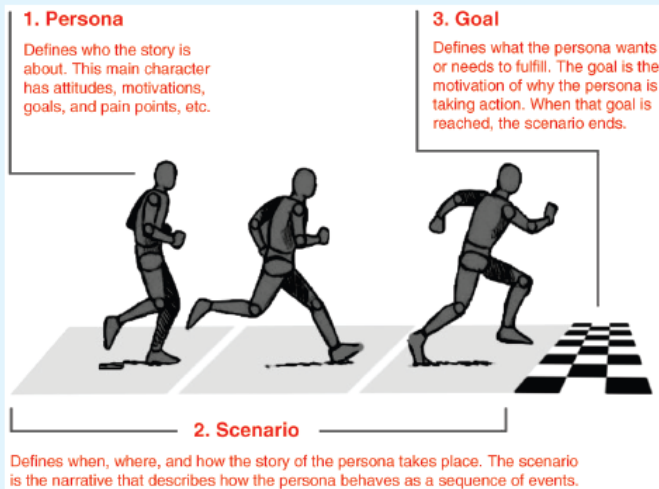 1. Persona
Defines who the story is
about. This main character
has attitudes, motivations,
goals, and pain points, etc.
3. Goal
Defines what the persona wants
or needs to fulfill. The goal is the
motivation of why the persona is
taking action. When that goal is
reached, the scenario ends.
2. Scenario
Defines when, where, and how the story of the persona takes place. The scenario
is the narrative that describes how the persona behaves as a sequence of events.